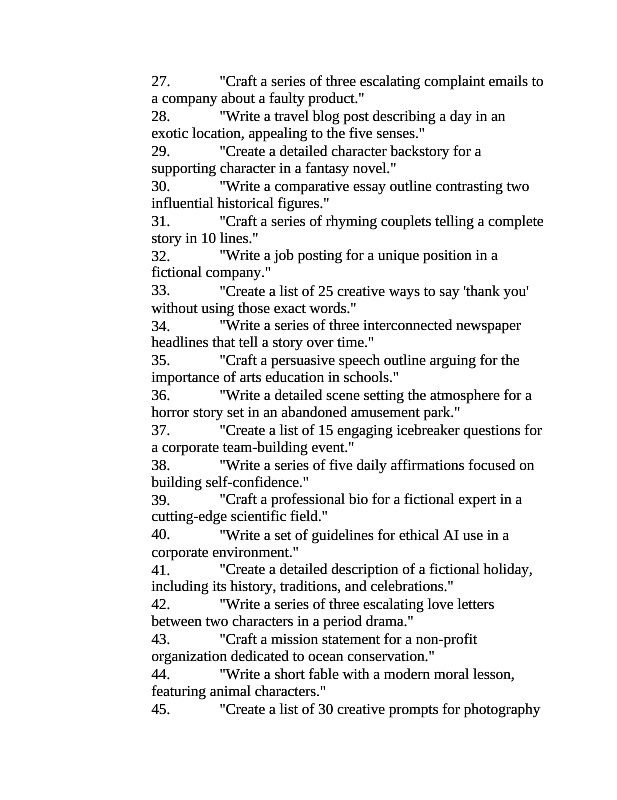 27. "Craft a series of three escalating complaint emails to
a company about a faulty product."
28. "Write a travel blog post describing a day in an
exotic location, appealing to the five senses."
29. "Create a detailed character backstory for a
supporting character in a fantasy novel."
30. "Write a comparative essay outline contrasting two
influential historical figures."
31. "Craft a series of rhyming couplets telling a complete
story in 10 lines."
32. "Write a job posting for a unique position in a
fictional company."
33. "Create a list of 25 creative ways to say 'thank you'
without using those exact words."
34. "Write a series of three interconnected newspaper
headlines that tell a story over time."
35. "Craft a persuasive speech outline arguing for the
importance of arts education in schools."
36. "Write a detailed scene setting the atmosphere for a
horror story set in an abandoned amusement park."
37. "Create a list of 15 engaging icebreaker questions for
a corporate team-building event."
38. "Write a series of five daily affirmations focused on
building self-confidence."
39. "Craft a professional bio for a fictional expert in a
cutting-edge scientific field."
40. "Write a set of guidelines for ethical AI use in a
corporate environment."
41. "Create a detailed description of a fictional holiday,
including its history, traditions, and celebrations."
42. "Write a series of three escalating love letters
between two characters in a period drama."
43. "Craft a mission statement for a non-profit
organization dedicated to ocean conservation."
44. "Write a short fable with a modern moral lesson,
featuring animal characters."
45. "Create a list of 30 creative prompts for photography